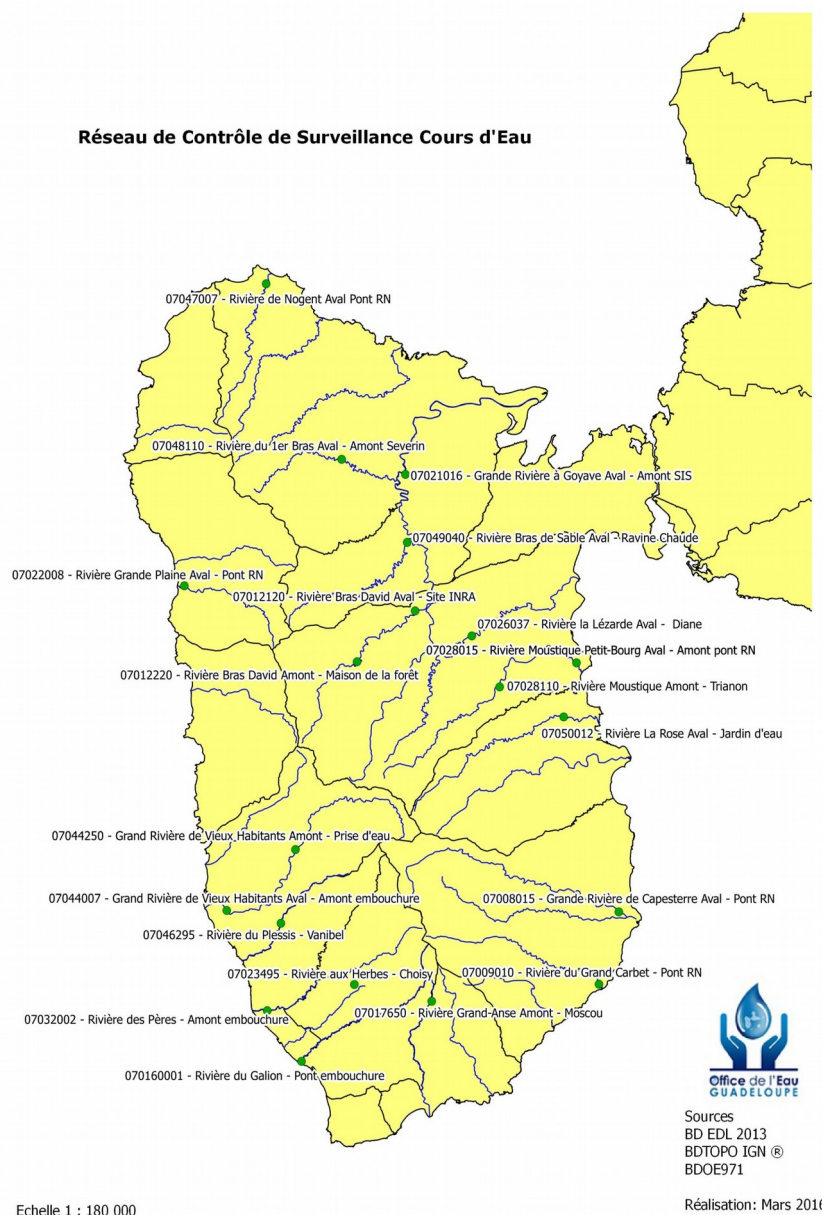 Réseau de Contrôle de Surveillance Cours d'Eau
07047007 - Rivière de Nogent Aval Pont RN
07048110 - Rivière du 1er Bras Aval - Amont Severin
07021016 - Grande Rivière à Goyave Aval - Amont SIS
07049040 - Rivière Bras de Sable Aval - Ravine Chaude
07022008 - Rivière Grande Plaine Aval - Pont RN
07012120 - Rivière Bras David Aval - Site INRA
07026037 - Rivière la Lézarde Aval - Diane
07028015 - Rivière Moustique Petit-Bourg Aval - Amont pont RN
07012220 - Rivière Bras David Amont - Maison de la forêt
07028110 - Rivière Moustique Amont - Trianon
07050012 - Rivière La Rose Aval - Jardin d'eau
07044250 - Grand Rivière de Vieux Habitants Amont - Prise d'eau
07044007 - Grand Rivière de Vieux Habitants Aval - Amont embouchure
07008015 - Grande Rivière de Capesterre Aval - Pont RN
07046295 - Rivière du Plessis - Vanibel
07023495 - Rivière aux Herbes - Choisy
07009010 - Rivière du Grand Carbet - Pont RN
07032002 - Rivière des Pères - Amont embouchure
07017650 - Rivière Grand-Anse Amont - Moscou
070160001 - Rivière du Galion - Pont embouchure
Office de l'Eau
GUADELOUPE
Sources
BD EDL 2013
BDTOPO IGN ®
BDOE971
Echelle 1 : 180 000
Réalisation: Mars 2016